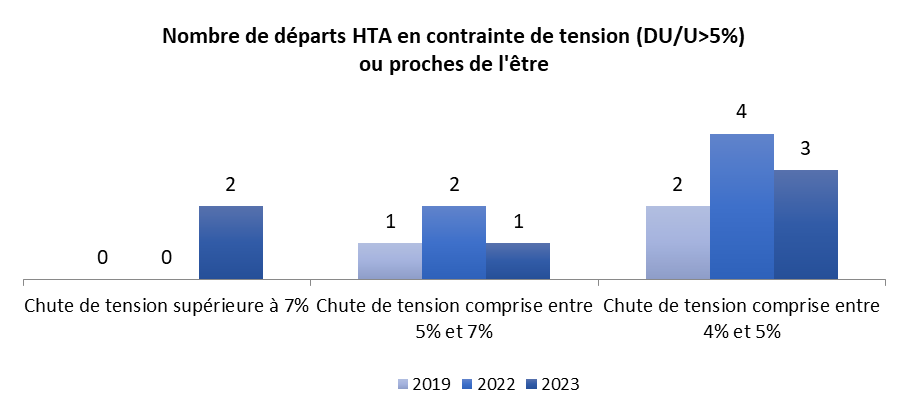 Nombre de départs HTA en contrainte de tension (DU/U>5%)
ou proches de l'être
0
0
2
1
2
1
2
4
3
Chute de tension supérieure à 7%
Chute de tension comprise entre
5% et 7%
Chute de tension comprise entre
4% et 5%
2019 2022 2023